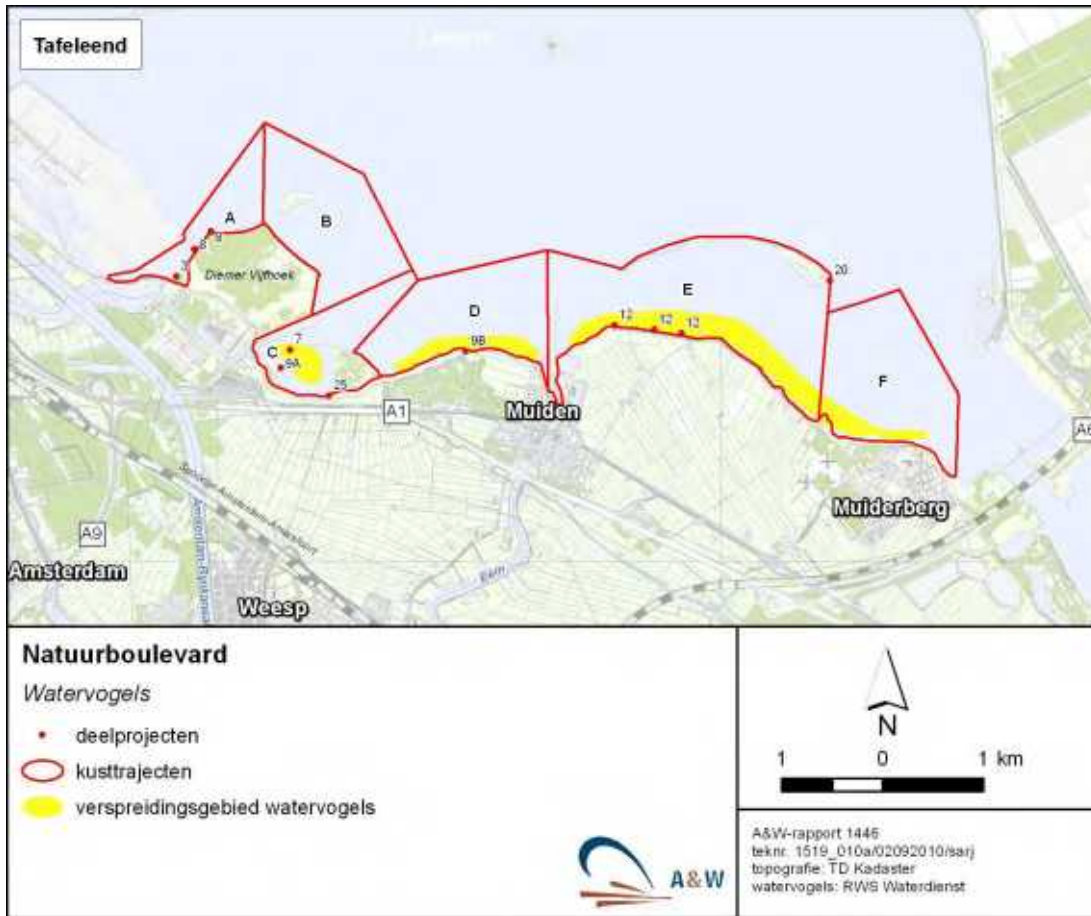 Tafeleend
A
B
9
8
Diemer Vijfhoek
20
E
D
12
12
12
7
C
9A
9B
F
25
A1
Muiden
A6
Muiderberg
A9
Amsterdam
Eem
Weesp
Natuurboulevard
Watervogels
deelprojecten
kusttrajecten
verspreidingsgebied watervogels
A&W
N
1 0 1 km
A&W-rapport 1446
teknr. 1519_010a/02092010/sarj
topografie: TD Kadaster
watervogels: RWS Waterdienst